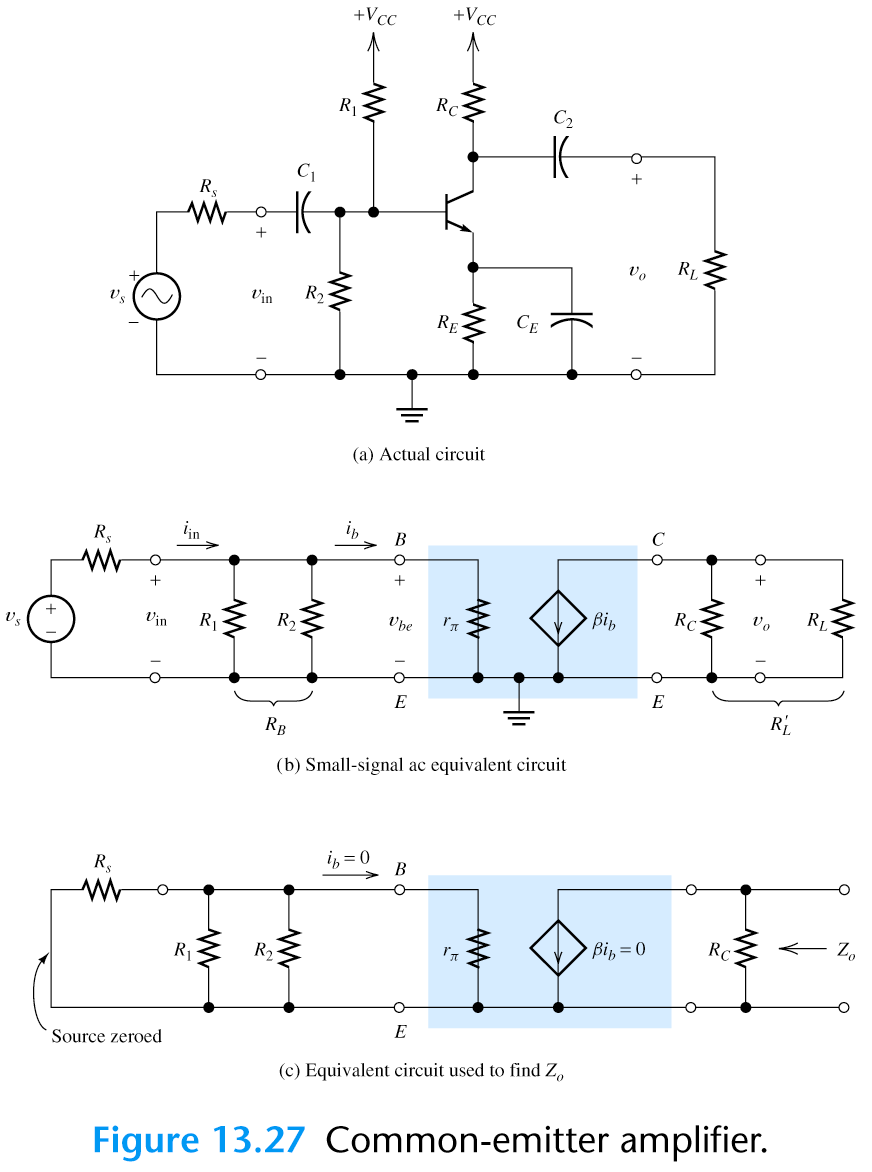 +V_CC +V_CC
R_1 R_C
C_2
C_1
R_s
+ +
+ v_s v_in R_2 v_o R_L
R_E C_E
− − −
(a) Actual circuit
R_s i_in i_b B C
+ + +
v_s + − v_in R_1 R_2 v_be r_π βi_b R_C v_o R_L
− − −
E E
R_B R′_L
(b) Small-signal ac equivalent circuit
R_s i_b = 0 B
R_1 R_2 r_π βi_b = 0 R_C Z_o
E
Source zeroed
(c) Equivalent circuit used to find Z_o
Figure 13.27 Common-emitter amplifier.